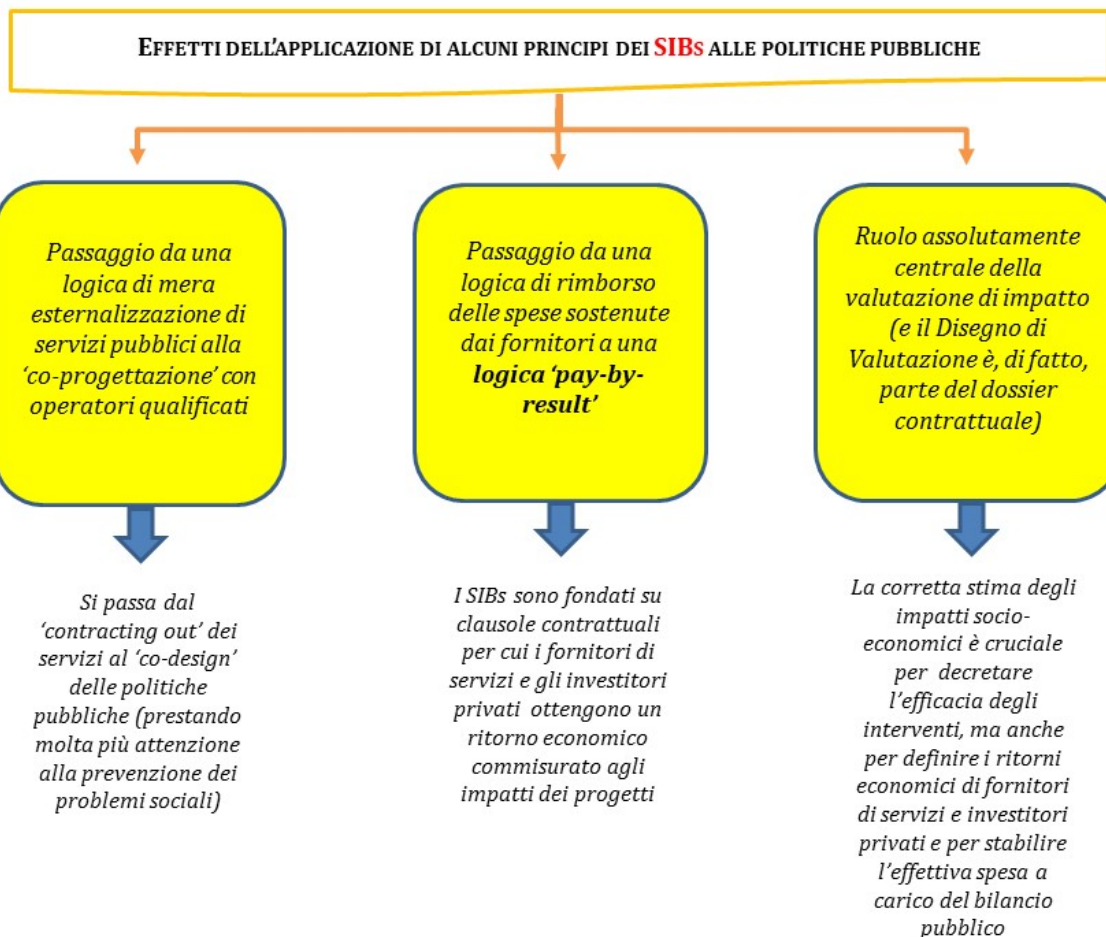 EFFETTI DELL'APPLICAZIONE DI ALCUNI PRINCIPI DEI SIBs ALLE POLITICHE PUBBLICHE
Passaggio da una
logica di mera
esternalizzazione di
servizi pubblici alla
‘co-progettazione’ con
operatori qualificati
Si passa dal
‘contracting out’ dei
servizi al ‘co-design’
delle politiche
pubbliche (prestando
molta più attenzione
alla prevenzione dei
problemi sociali)
Passaggio da una
logica di rimborso
delle spese sostenute
dai fornitori a una
logica ‘pay-by-
result’
I SIBs sono fondati su
clausole contrattuali
per cui i fornitori di
servizi e gli investitori
privati ottengono un
ritorno economico
commisurato agli
impatti dei progetti
Ruolo assolutamente
centrale della
valutazione di impatto
(e il Disegno di
Valutazione è, di fatto,
parte del dossier
contrattuale)
La corretta stima degli
impatti socio-
economici è cruciale
per decretare
l’efficacia degli
interventi, ma anche
per definire i ritorni
economici di fornitori
di servizi e investitori
privati e per stabilire
l’effettiva spesa a
carico del bilancio
pubblico